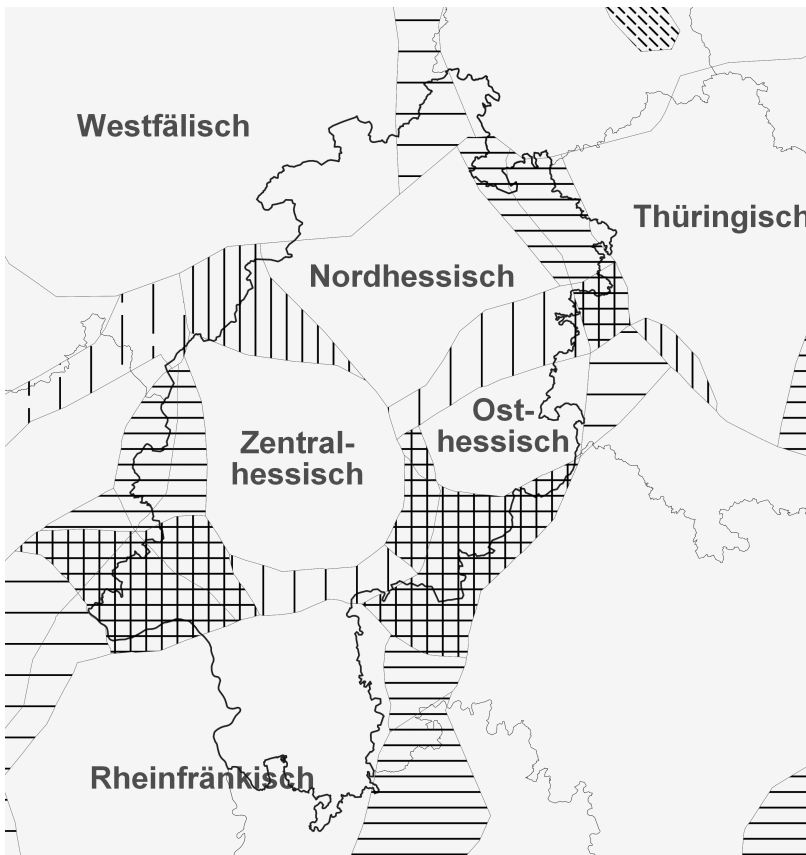 Westfälisch
Thüringisch
Nordhessisch
Ost-
hessisch
Zentral-
hessisch
Rheinfränkisch